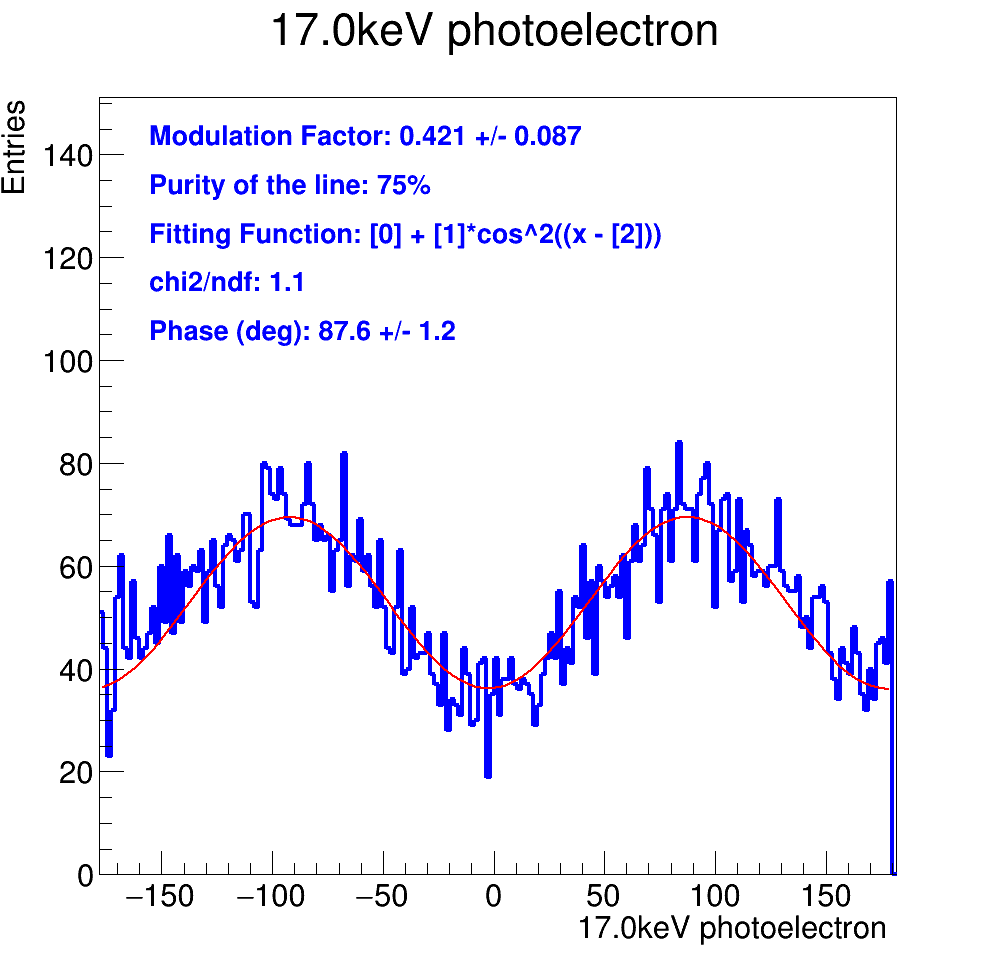 17.0keV photoelectron
Entries
Modulation Factor: 0.421 +/- 0.087
Purity of the line: 75%
Fitting Function: [0] + [1]*cos^2((x - [2]))
chi2/ndf: 1.1
Phase (deg): 87.6 +/- 1.2
140
120
100
80
60
40
20
0
−150 −100 −50 0 50 100 150
17.0keV photoelectron